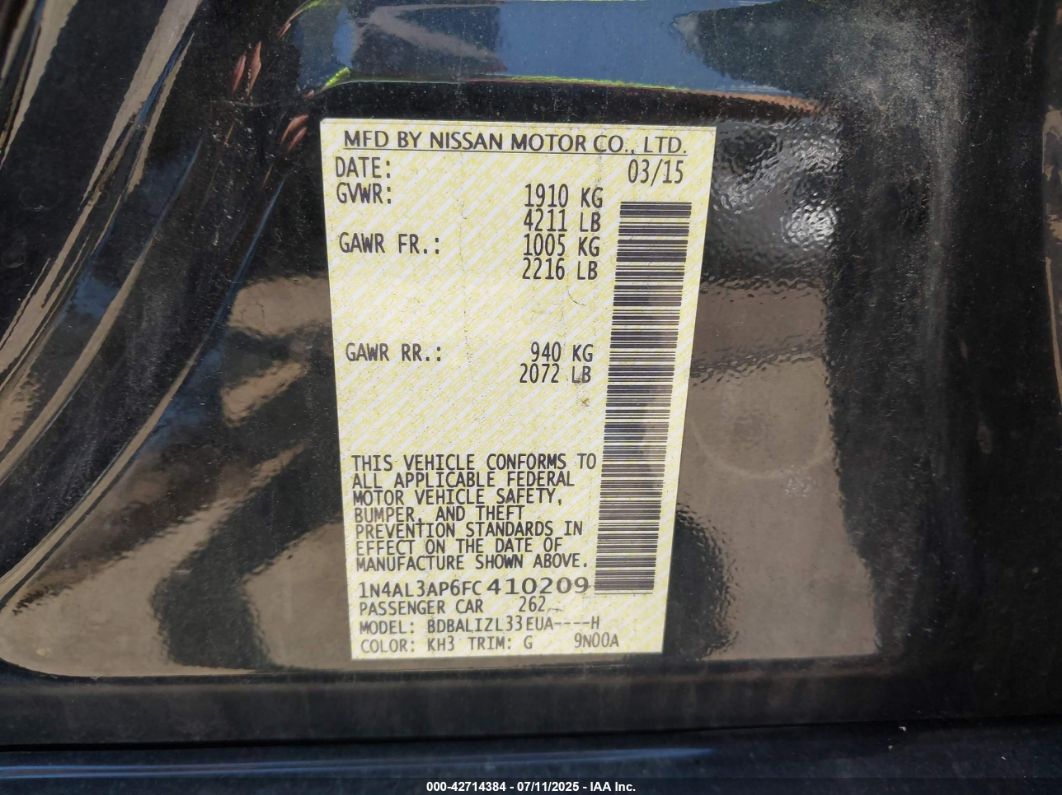 MFD BY NISSAN MOTOR CO., LTD.
DATE: 03/15
GVWR: 1910 KG
4211 LB
GAWR FR.: 1005 KG
2216 LB
GAWR RR.: 940 KG
2072 LB
THIS VEHICLE CONFORMS TO
ALL APPLICABLE FEDERAL
MOTOR VEHICLE SAFETY,
BUMPER, AND THEFT
PREVENTION STANDARDS IN
EFFECT ON THE DATE OF
MANUFACTURE SHOWN ABOVE.
1N4AL3AP6FC410209
PASSENGER CAR 262
MODEL: BDBALIZL33EUA----H
COLOR: KH3 TRIM: G 9N00A
000-42714384 - 07/11/2025 - IAA Inc.